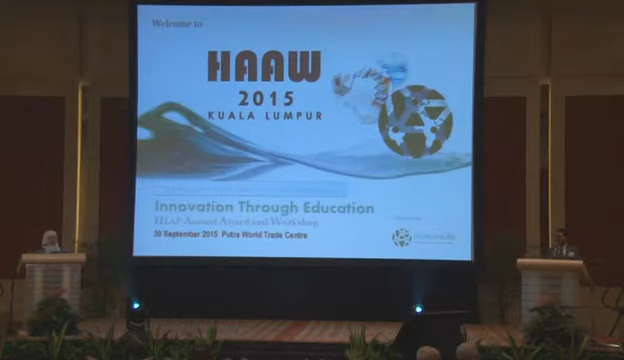 Welcome to
HAAW
2015
KUALA LUMPUR
Innovation Through Education
HLAP Annual Award and Workshop
30 September 2015 Putra World Trade Centre